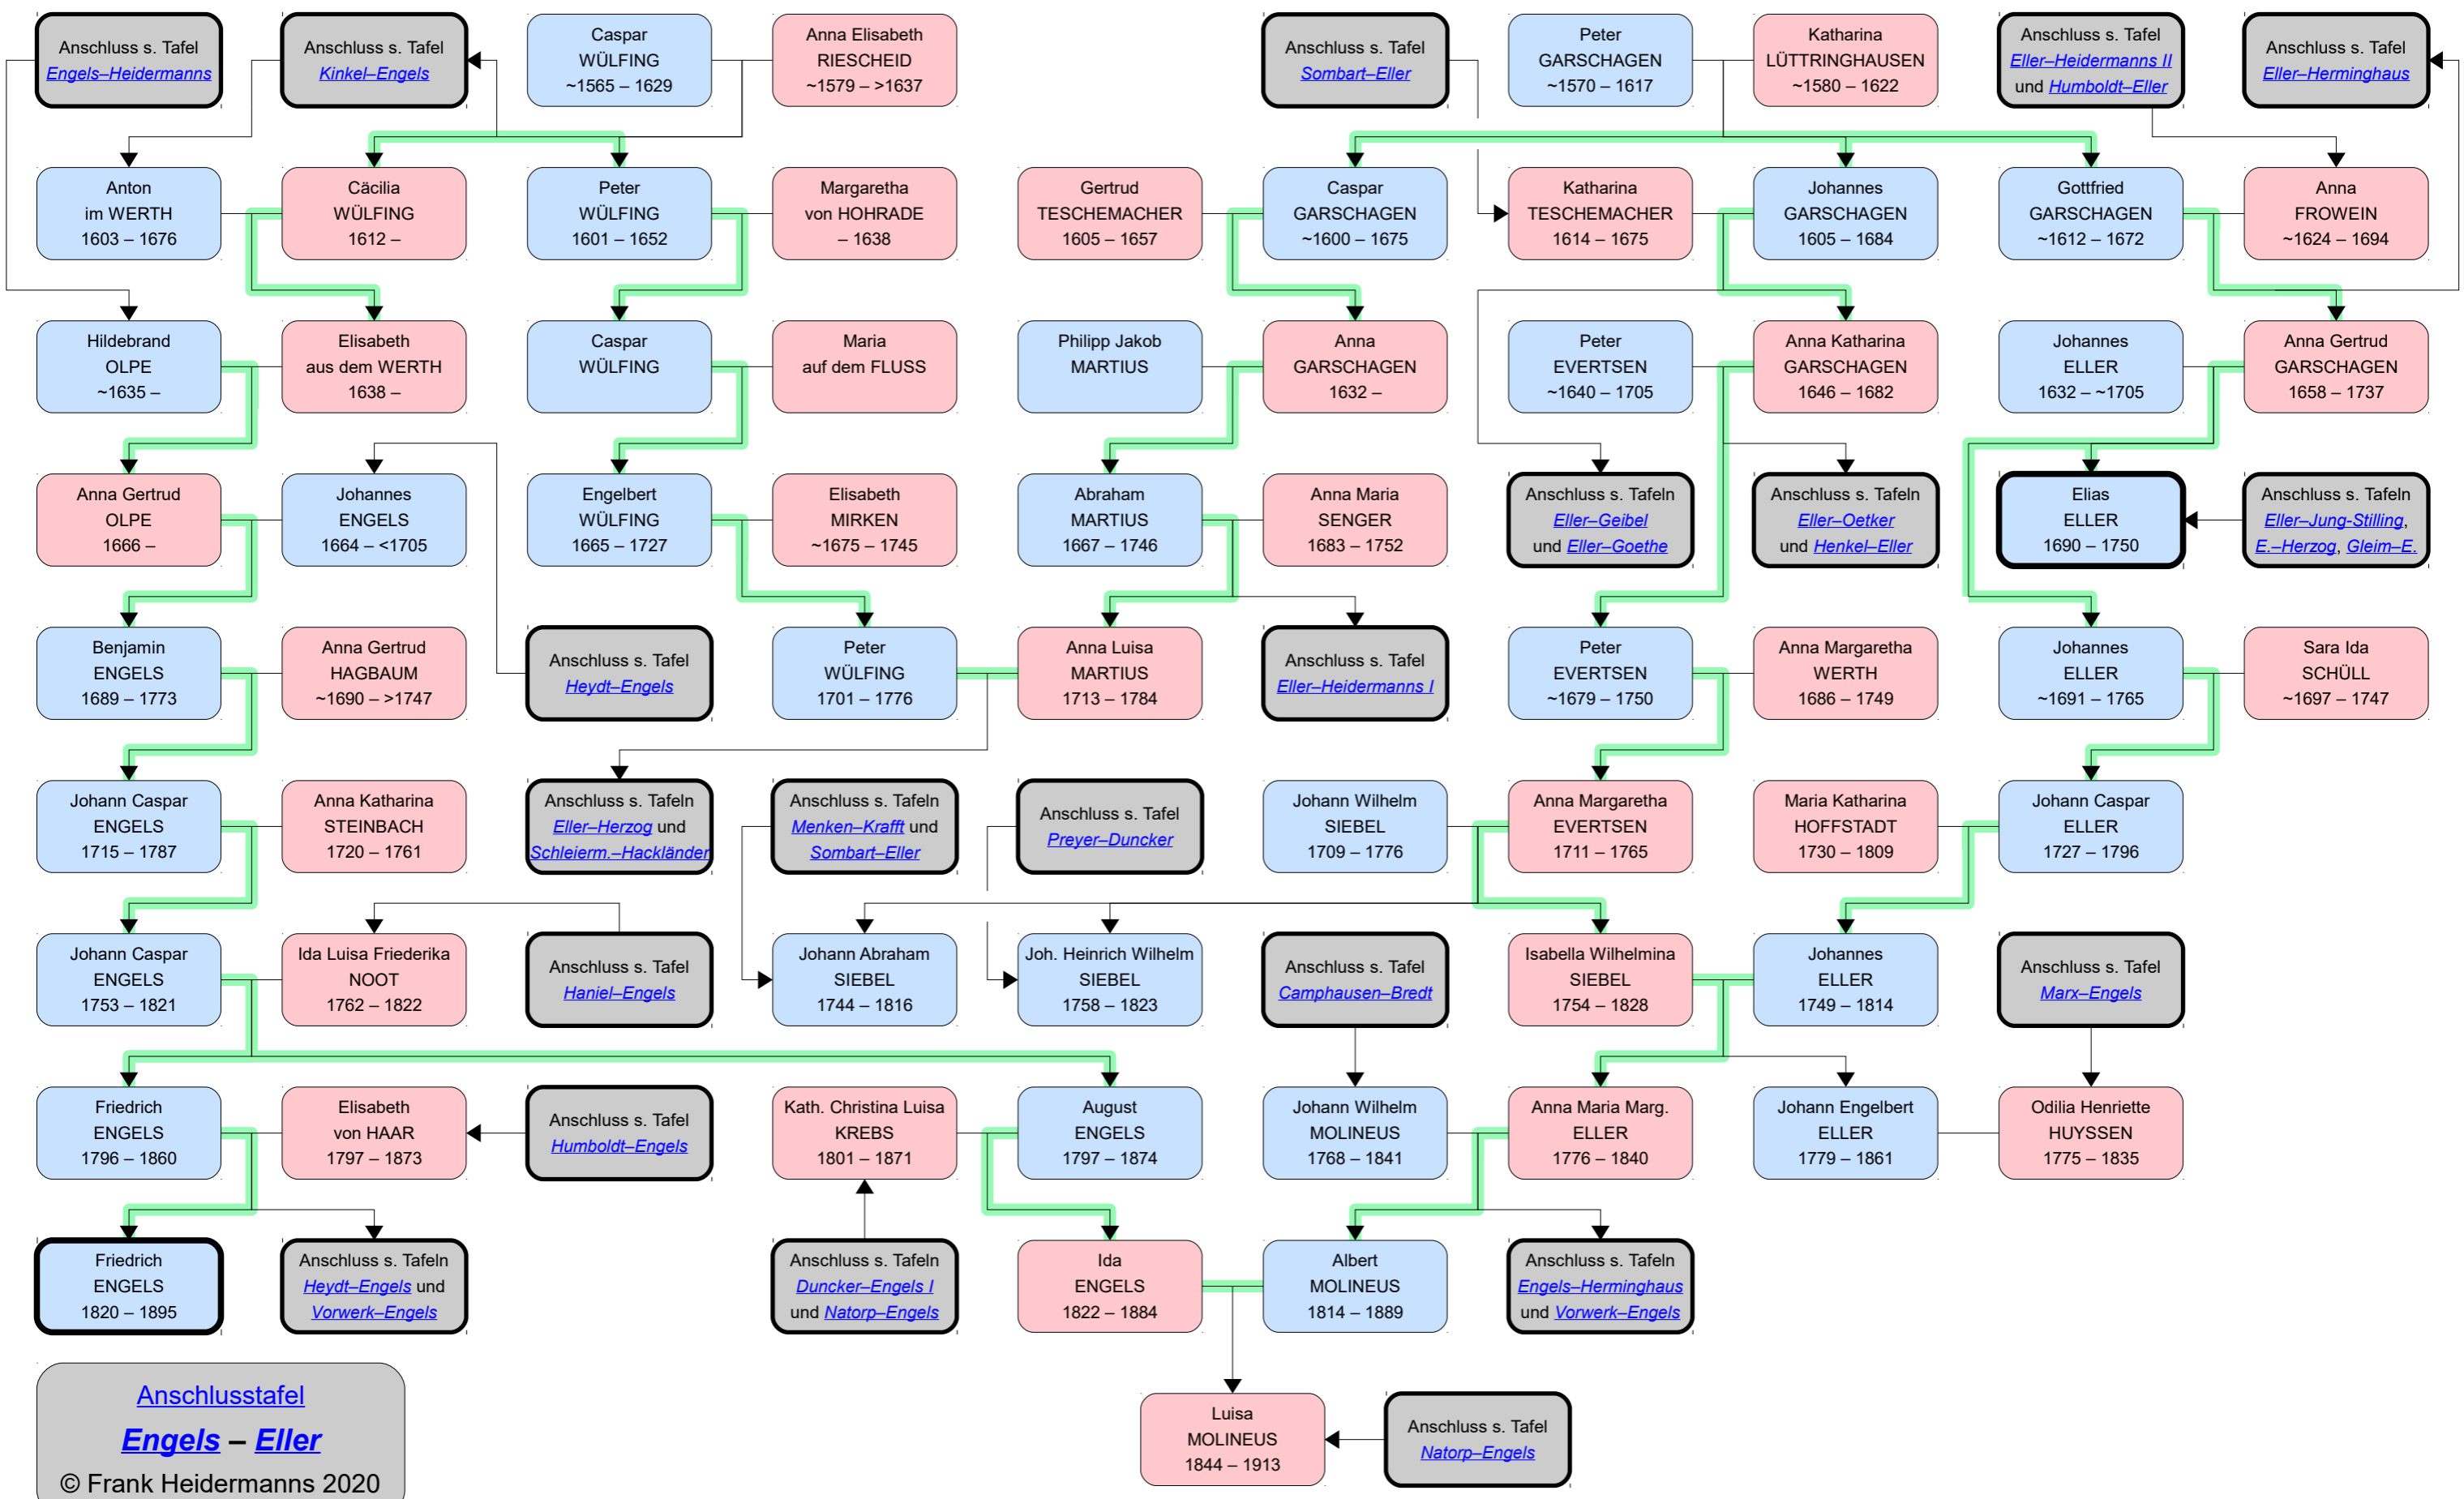 Anschluss s. Tafel
Engels–Heidermanns
Anschluss s. Tafel
Kinkel–Engels
Caspar
WÜLFING
~1565 – 1629
Anna Elisabeth
RIESCHEID
~1579 – >1637
Anschluss s. Tafel
Sombart–Eller
Peter
GARSCHAGEN
~1570 – 1617
Katharina
LÜTTRINGHAUSEN
~1580 – 1622
Anschluss s. Tafel
Eller–Heidermanns II
und Humboldt–Eller
Anschluss s. Tafel
Eller–Herminghaus
Anton
im WERTH
1603 – 1676
Cäcilia
WÜLFING
1612 –
Peter
WÜLFING
1601 – 1652
Margaretha
von HOHRADE
– 1638
Gertrud
TESCHEMACHER
1605 – 1657
Caspar
GARSCHAGEN
~1600 – 1675
Katharina
TESCHEMACHER
1614 – 1675
Johannes
GARSCHAGEN
1605 – 1684
Gottfried
GARSCHAGEN
~1612 – 1672
Anna
FROWEIN
~1624 – 1694
Hildebrand
OLPE
~1635 –
Elisabeth
aus dem WERTH
1638 –
Caspar
WÜLFING
Maria
auf dem FLUSS
Philipp Jakob
MARTIUS
Anna
GARSCHAGEN
1632 –
Peter
EVERTSEN
~1640 – 1705
Anna Katharina
GARSCHAGEN
1646 – 1682
Johannes
ELLER
1632 – ~1705
Anna Gertrud
GARSCHAGEN
1658 – 1737
Anna Gertrud
OLPE
1666 –
Johannes
ENGELS
1664 – <1705
Engelbert
WÜLFING
1665 – 1727
Elisabeth
MIRKEN
~1675 – 1745
Abraham
MARTIUS
1667 – 1746
Anna Maria
SENGER
1683 – 1752
Anschluss s. Tafeln
Eller–Geibel
und Eller–Goethe
Anschluss s. Tafeln
Eller–Oetker
und Henkel–Eller
Elias
ELLER
1690 – 1750
Anschluss s. Tafeln
Eller–Jung-Stilling,
E.–Herzog, Gleim–E.
Benjamin
ENGELS
1689 – 1773
Anna Gertrud
HAGBAUM
~1690 – >1747
Anschluss s. Tafel
Heydt–Engels
Peter
WÜLFING
1701 – 1776
Anna Luisa
MARTIUS
1713 – 1784
Anschluss s. Tafel
Eller–Heidermanns I
Peter
EVERTSEN
~1679 – 1750
Anna Margaretha
WERTH
1686 – 1749
Johannes
ELLER
~1691 – 1765
Sara Ida
SCHÜLL
~1697 – 1747
Johann Caspar
ENGELS
1715 – 1787
Anna Katharina
STEINBACH
1720 – 1761
Anschluss s. Tafeln
Eller–Herzog und
Schleierm.–Hackländer
Anschluss s. Tafeln
Menken–Krafft und
Sombart–Eller
Anschluss s. Tafel
Preyer–Duncker
Johann Wilhelm
SIEBEL
1709 – 1776
Anna Margaretha
EVERTSEN
1711 – 1765
Maria Katharina
HOFFSTADT
1730 – 1809
Johann Caspar
ELLER
1727 – 1796
Johann Caspar
ENGELS
1753 – 1821
Ida Luisa Friederika
NOOT
1762 – 1822
Anschluss s. Tafel
Haniel–Engels
Johann Abraham
SIEBEL
1744 – 1816
Joh. Heinrich Wilhelm
SIEBEL
1758 – 1823
Anschluss s. Tafel
Camphausen–Bredt
Isabella Wilhelmina
SIEBEL
1754 – 1828
Johannes
ELLER
1749 – 1814
Anschluss s. Tafel
Marx–Engels
Friedrich
ENGELS
1796 – 1860
Elisabeth
von HAAR
1797 – 1873
Anschluss s. Tafel
Humboldt–Engels
Kath. Christina Luisa
KREBS
1801 – 1871
August
ENGELS
1797 – 1874
Johann Wilhelm
MOLINEUS
1768 – 1841
Anna Maria Marg.
ELLER
1776 – 1840
Johann Engelbert
ELLER
1779 – 1861
Odilia Henriette
HUYSSEN
1775 – 1835
Friedrich
ENGELS
1820 – 1895
Anschluss s. Tafeln
Heydt–Engels und
Vorwerk–Engels
Anschluss s. Tafeln
Duncker–Engels I
und Natorp–Engels
Ida
ENGELS
1822 – 1884
Albert
MOLINEUS
1814 – 1889
Anschluss s. Tafeln
Engels–Herminghaus
und Vorwerk–Engels
Luisa
MOLINEUS
1844 – 1913
Anschluss s. Tafel
Natorp–Engels
Anschlusstafel
Engels – Eller
© Frank Heidermanns 2020